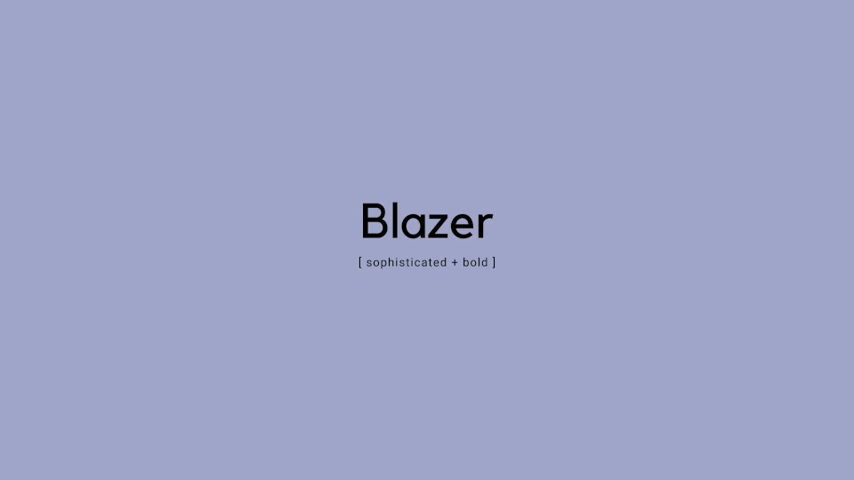 Blazer
[ sophisticated + bold ]